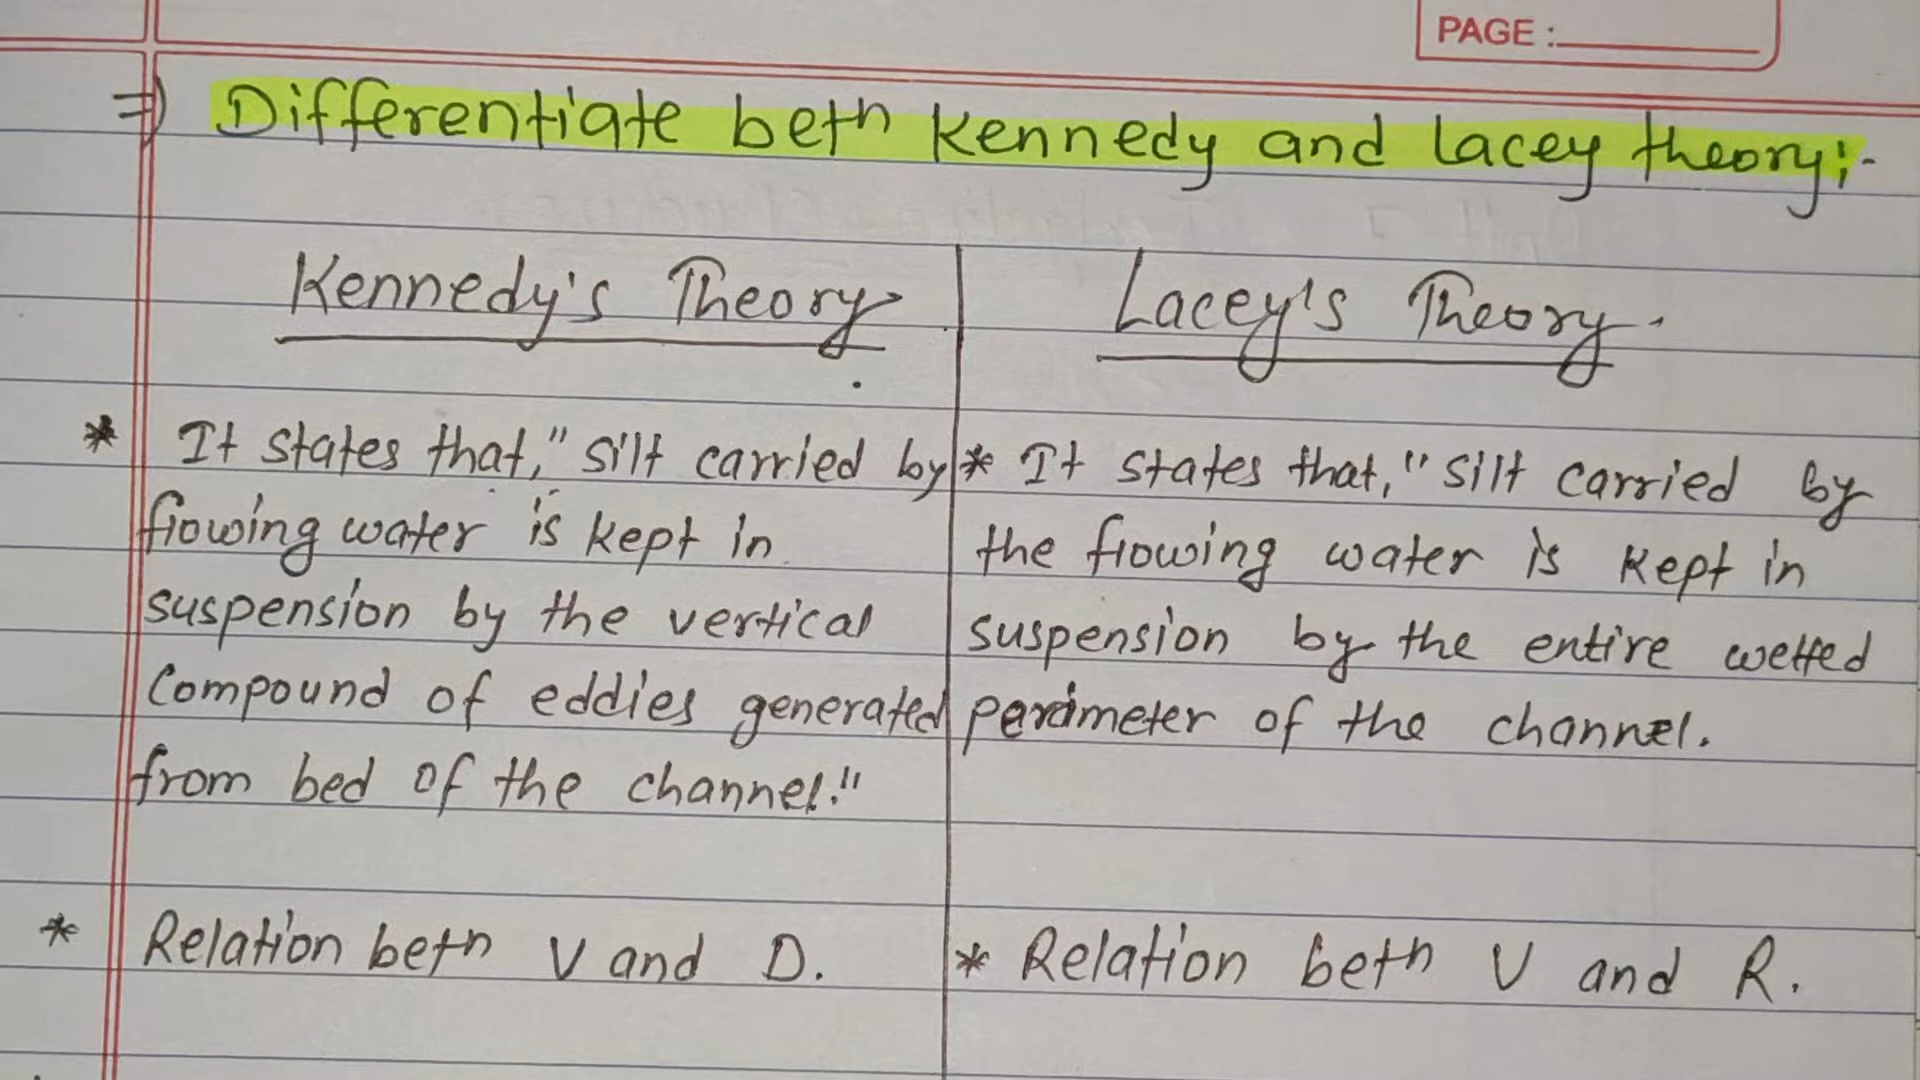 PAGE :
=) Differentiate betn Kennedy and Lacey theory:-
Kennedy's Theory
Lacey's Theory.
* It states that, "silt carried by
flowing water is kept in
suspension by the vertical
Compound of eddies generated
from bed of the channel."
* It states that, "silt carried by
the flowing water is kept in
suspension by the entire wetted
perimeter of the channel.
* Relation betn V and D.
* Relation betn V and R.